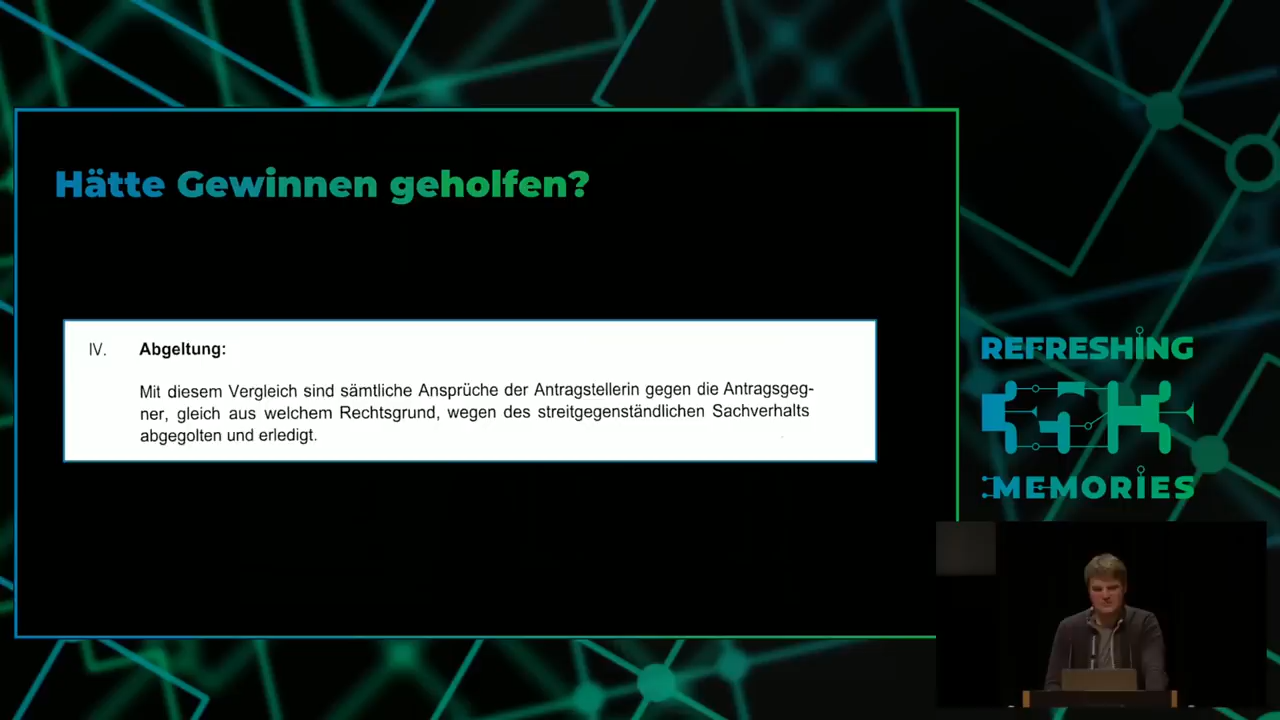 Hätte Gewinnen geholfen?
IV. Abgeltung:
Mit diesem Vergleich sind sämtliche Ansprüche der Antragstellerin gegen die Antragsgeg-
ner, gleich aus welchem Rechtsgrund, wegen des streitgegenständlichen Sachverhalts
abgegolten und erledigt.
REFRESHING
MEMORIES